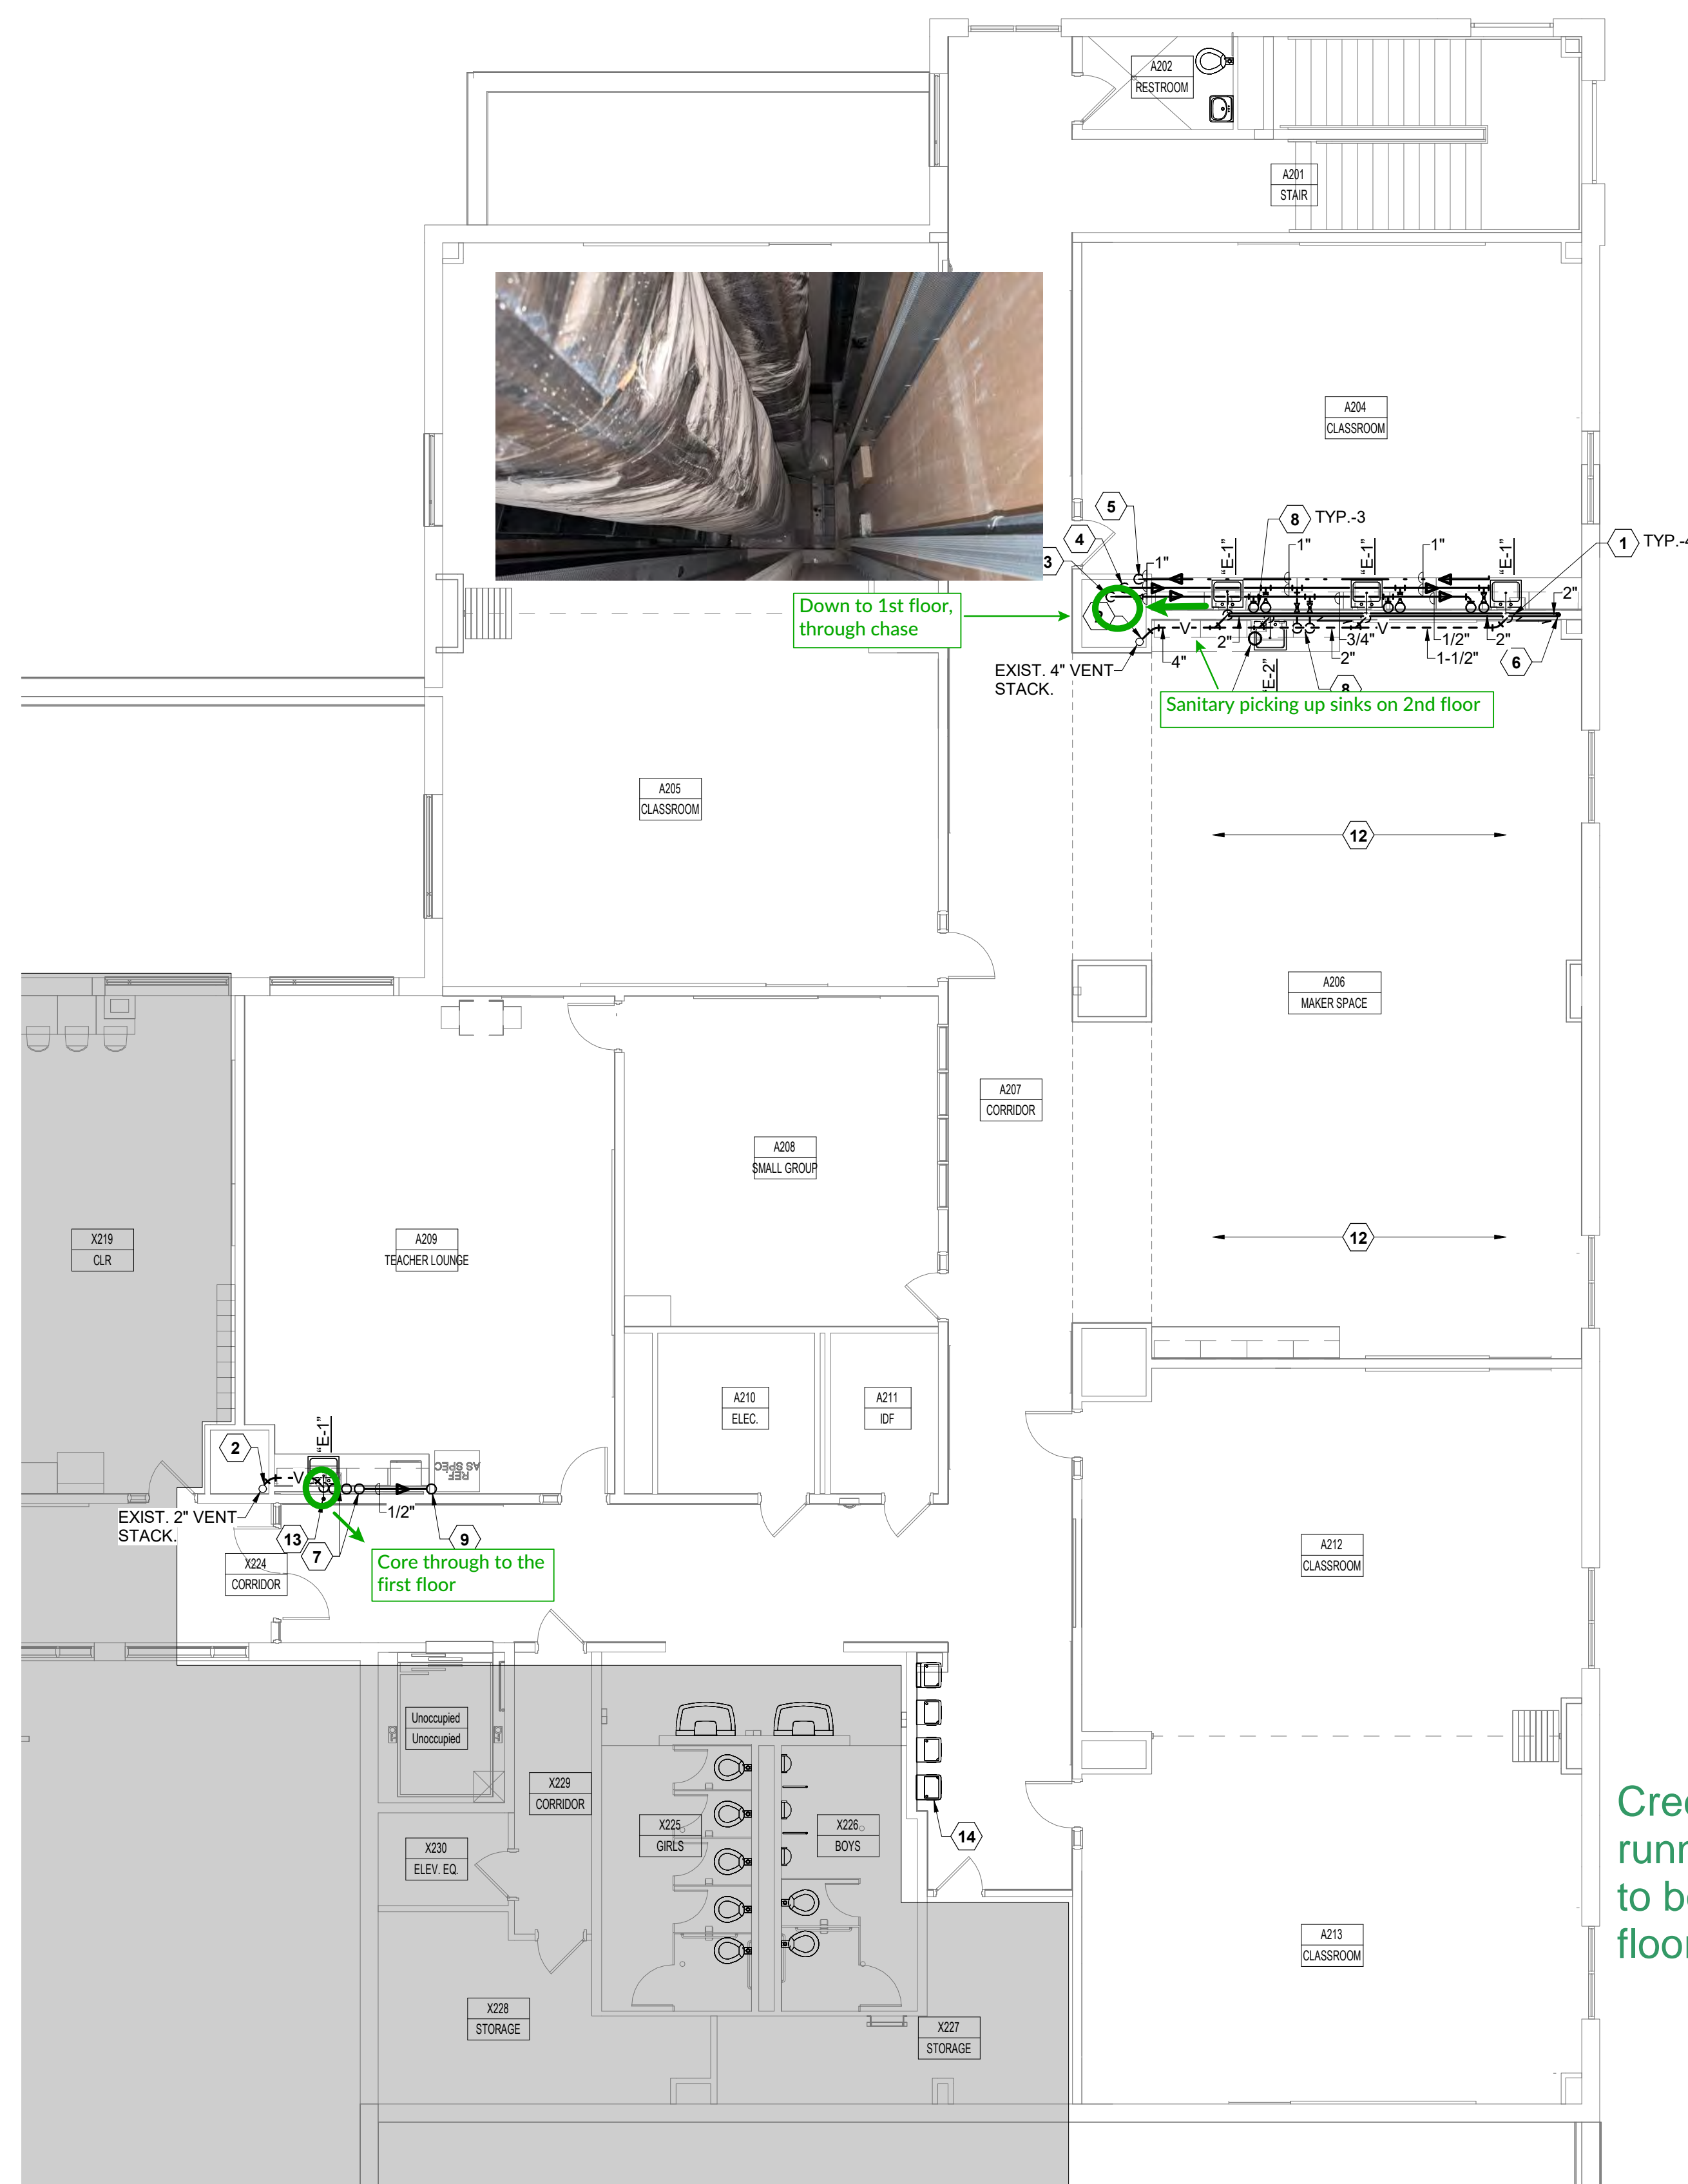 A202
RESTROOM
A201
STAIR
A204
CLASSROOM
5
8 TYP.-3
4
3
1"
"E-1"
1"
"E-1"
1"
"E-1"
1 TYP.-4
2"
Down to 1st floor,
through chase
V
4"
2"
3/4"
V
2"
1/2"
1-1/2"
2"
6
EXIST. 4" VENT
STACK.
"E-2"
8
Sanitary picking up sinks on 2nd floor
A205
CLASSROOM
12
A206
MAKER SPACE
A207
CORRIDOR
A208
SMALL GROUP
X219
CLR
A209
TEACHER LOUNGE
12
A210
ELEC.
A211
IDF
"E-1"
2
V
REF.
AS SPEC
EXIST. 2" VENT
STACK.
1/2"
13
7
9
Core through to the
first floor
X224
CORRIDOR
A212
CLASSROOM
Unoccupied
Unoccupied
X229
CORRIDOR
X225
GIRLS
X226
BOYS
14
X230
ELEV. EQ.
A213
CLASSROOM
X228
STORAGE
X227
STORAGE
to b
floor